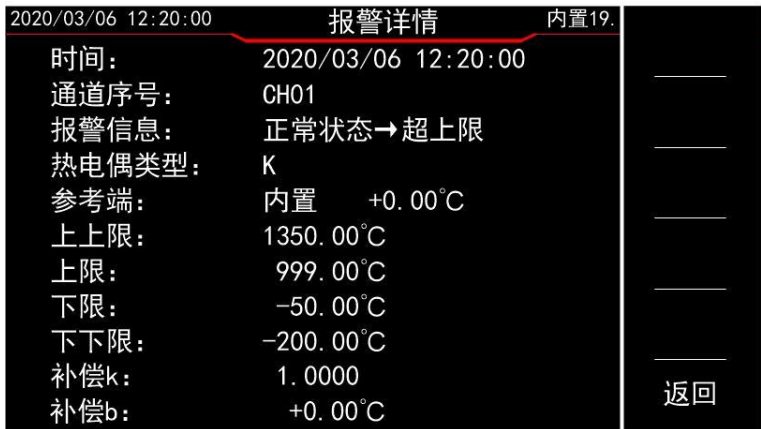 2020/03/06 12:20:00 报警详情 内置19.
时间: 2020/03/06 12:20:00
通道序号: CH01
报警信息: 正常状态→超上限
热电偶类型: K
参考端: 内置 +0.00℃
上上限: 1350.00℃
上限: 999.00℃
下限: -50.00℃
下下限: -200.00℃
补偿k: 1.0000
补偿b: +0.00℃
返回